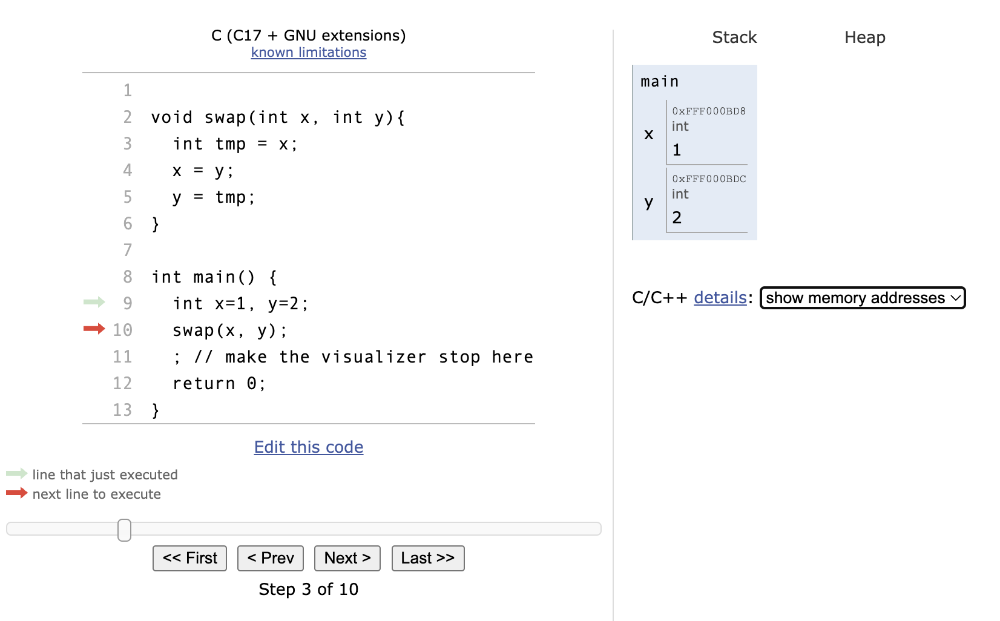 C (C17 + GNU extensions)
known limitations
1
2 void swap(int x, int y){
3   int tmp = x;
4   x = y;
5   y = tmp;
6 }
7
8 int main() {
9   int x=1, y=2;
10   swap(x, y);
11   ; // make the visualizer stop here
12   return 0;
13 }
Edit this code
line that just executed
next line to execute
<< First < Prev Next > Last >>
Step 3 of 10
Stack Heap
main
0xFFF000BD8
int
x
1
0xFFF000BDC
int
y
2
C/C++ details: show memory addresses